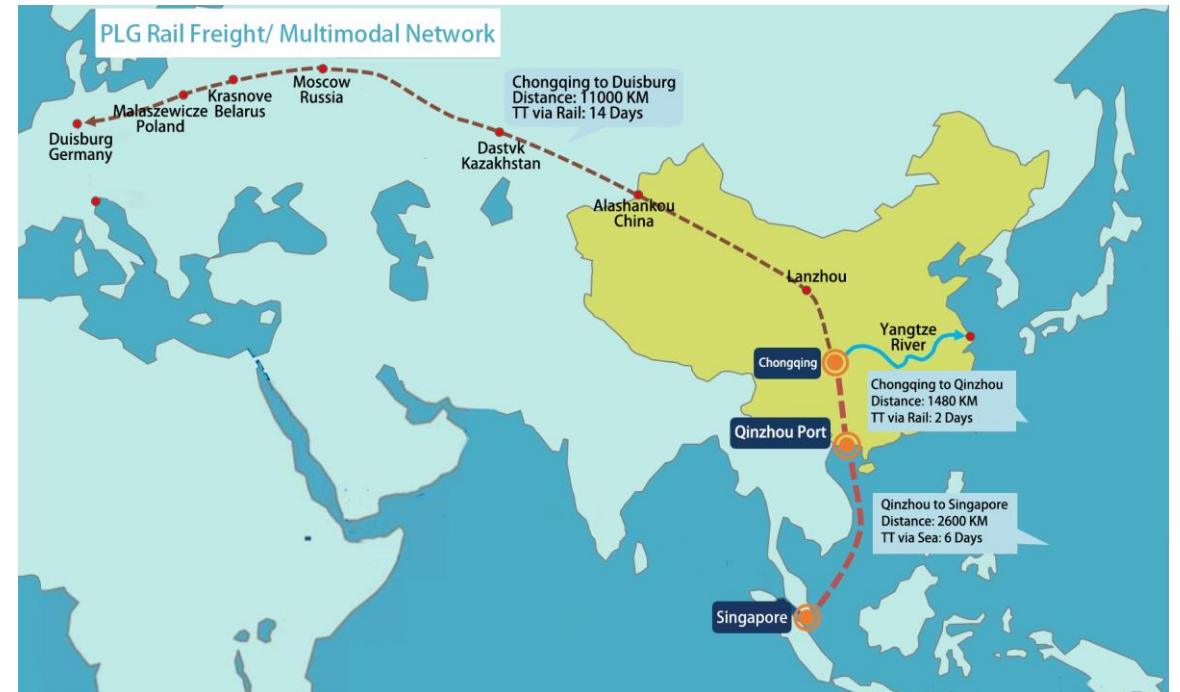 PLG Rail Freight/ Multimodal Network
Moscow
Russia
Krasnove
Belarus
Malaszewicze
Poland
Duisburg
Germany
Chongqing to Duisburg
Distance: 11000 KM
TT via Rail: 14 Days
Dastvk
Kazakhstan
Alashankou
China
Lanzhou
Yangtze
River
Chongqing
Chongqing to Qinzhou
Distance: 1480 KM
TT via Rail: 2 Days
Qinzhou Port
Qinzhou to Singapore
Distance: 2600 KM
TT via Sea: 6 Days
Singapore